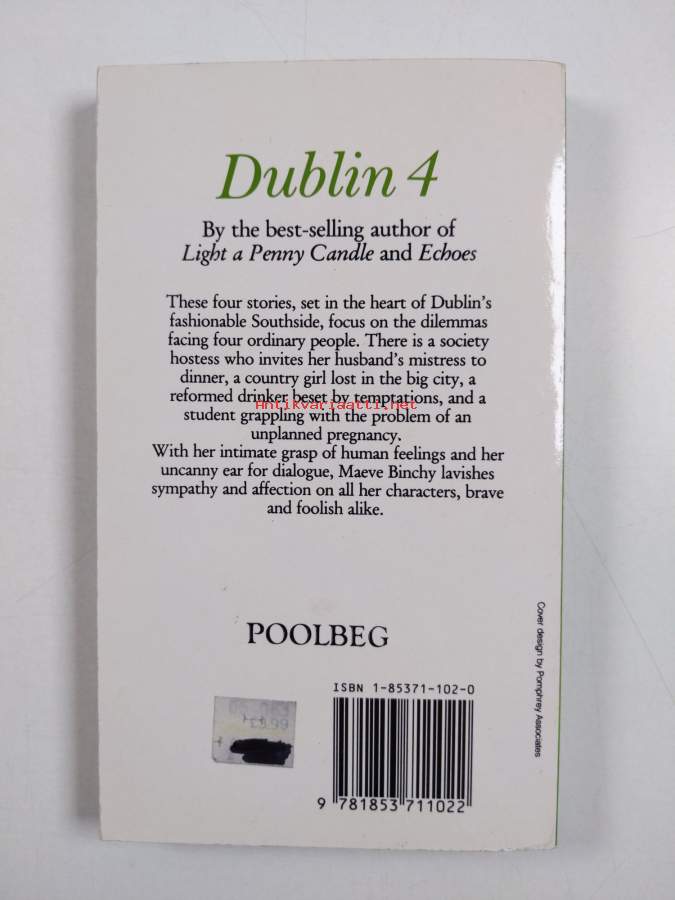 Dublin 4
By the best-selling author of
Light a Penny Candle and Echoes
These four stories, set in the heart of Dublin's
fashionable Southside, focus on the dilemmas
facing four ordinary people. There is a society
hostess who invites her husband's mistress to
dinner, a country girl lost in the big city, a
reformed drinker beset by temptations, and a
Antikvariaatti.net
student grappling with the problem of an
unplanned pregnancy.
With her intimate grasp of human feelings and her
uncanny ear for dialogue, Maeve Binchy lavishes
sympathy and affection on all her characters, brave
and foolish alike.
Cover design by Pomphrey Associates
POOLBEG
ISBN 1-85371-102-0
9 781853 711022